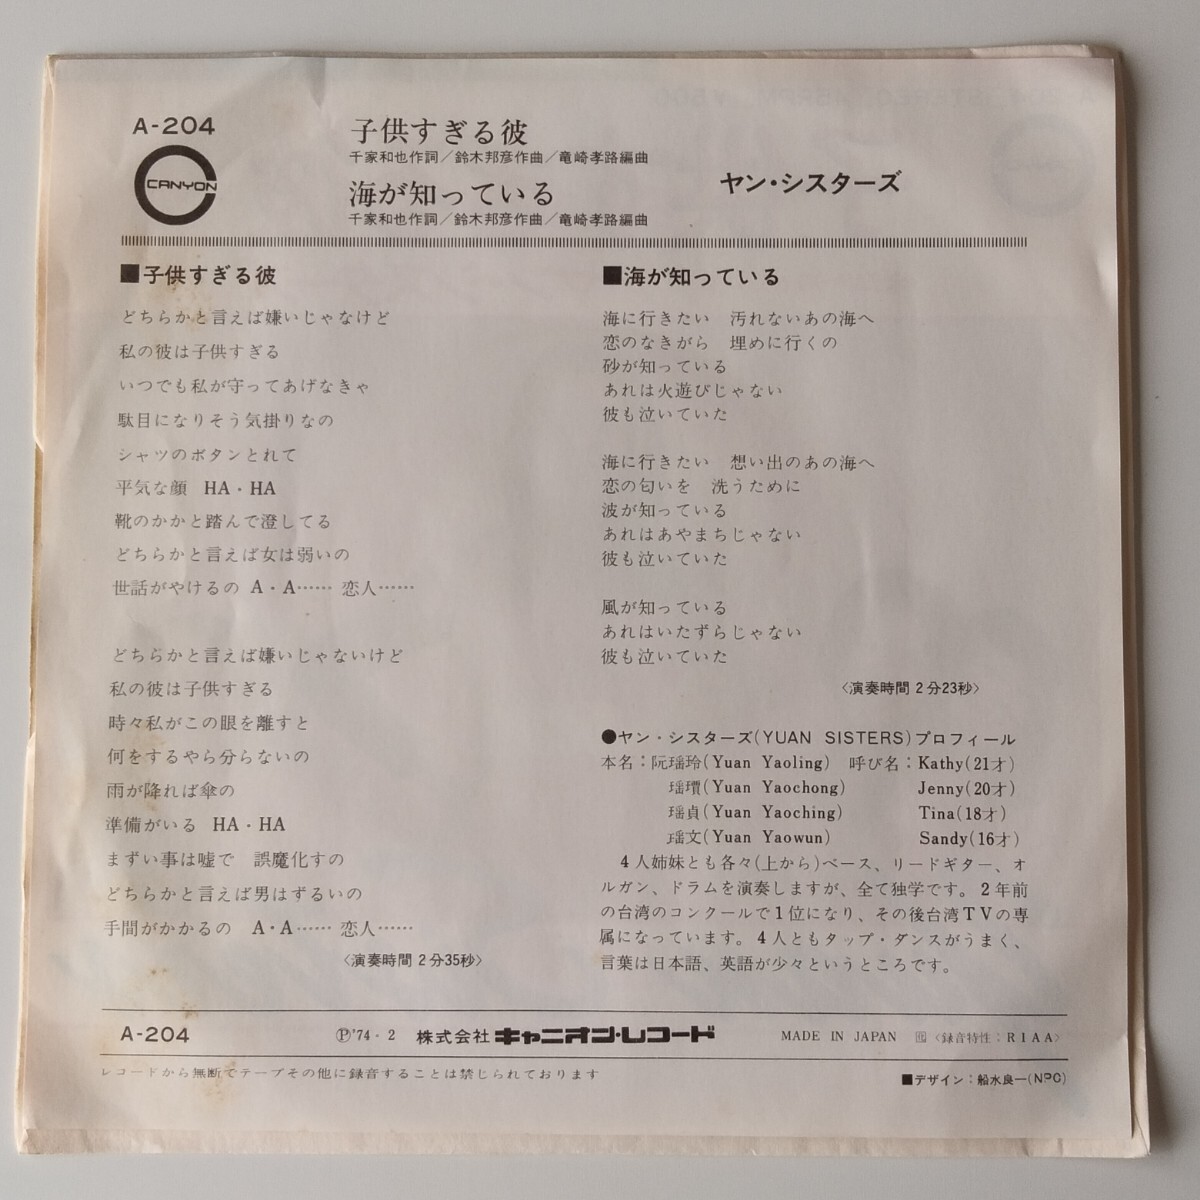 A-204
CANYON
子供すぎる彼
千家和也作詞／鈴木邦彦作曲／竜崎孝路編曲
海が知っている
千家和也作詞／鈴木邦彦作曲／竜崎孝路編曲
ヤン・シスターズ
■子供すぎる彼
どちらかと言えば嫌いじゃなけど
私の彼は子供すぎる
いつでも私が守ってあげなきゃ
駄目になりそう気掛りなの
シャツのボタンとれて
平気な顔 HA・HA
靴のかかと踏んで澄してる
どちらかと言えば女は弱いの
世話がやけるの A・A…… 恋人……
どちらかと言えば嫌いじゃないけど
私の彼は子供すぎる
時々私がこの眼を離すと
何をするやら分らないの
雨が降れば傘の
準備がいる HA・HA
まずい事は嘘で 誤魔化すの
どちらかと言えば男はずるいの
手間がかかるの A・A…… 恋人……
〈演奏時間 2分35秒〉
■海が知っている
海に行きたい 汚れないあの海へ
恋のなきがら 埋めに行くの
砂が知っている
あれは火遊びじゃない
彼も泣いていた
海に行きたい 想い出のあの海へ
恋の匂いを 洗うために
波が知っている
あれはあやまちじゃない
彼も泣いていた
風が知っている
あれはいたずらじゃない
彼も泣いていた
〈演奏時間 2分23秒〉
●ヤン・シスターズ(YUAN SISTERS)プロフィール
本名：阮瑶玲(Yuan Yaoling) 呼び名：Kathy(21才)
瑶瓊(Yuan Yaochong) Jenny(20才)
瑶貞(Yuan Yaoching) Tina(18才)
瑶文(Yuan Yaowun) Sandy(16才)
4人姉妹とも各々(上から)ベース、リードギター、オ
ルガン、ドラムを演奏しますが、全て独学です。2年前
の台湾のコンクールで1位になり、その後台湾TVの専
属になっています。4人ともタップ・ダンスがうまく、
言葉は日本語、英語が少々というところです。
A-204 Ⓟ'74・2 株式会社キャニオン・レコード MADE IN JAPAN 〈録音特性：RIAA〉
レコードから無断でテープその他に録音することは禁じられております
■デザイン：船水良一(NPC)